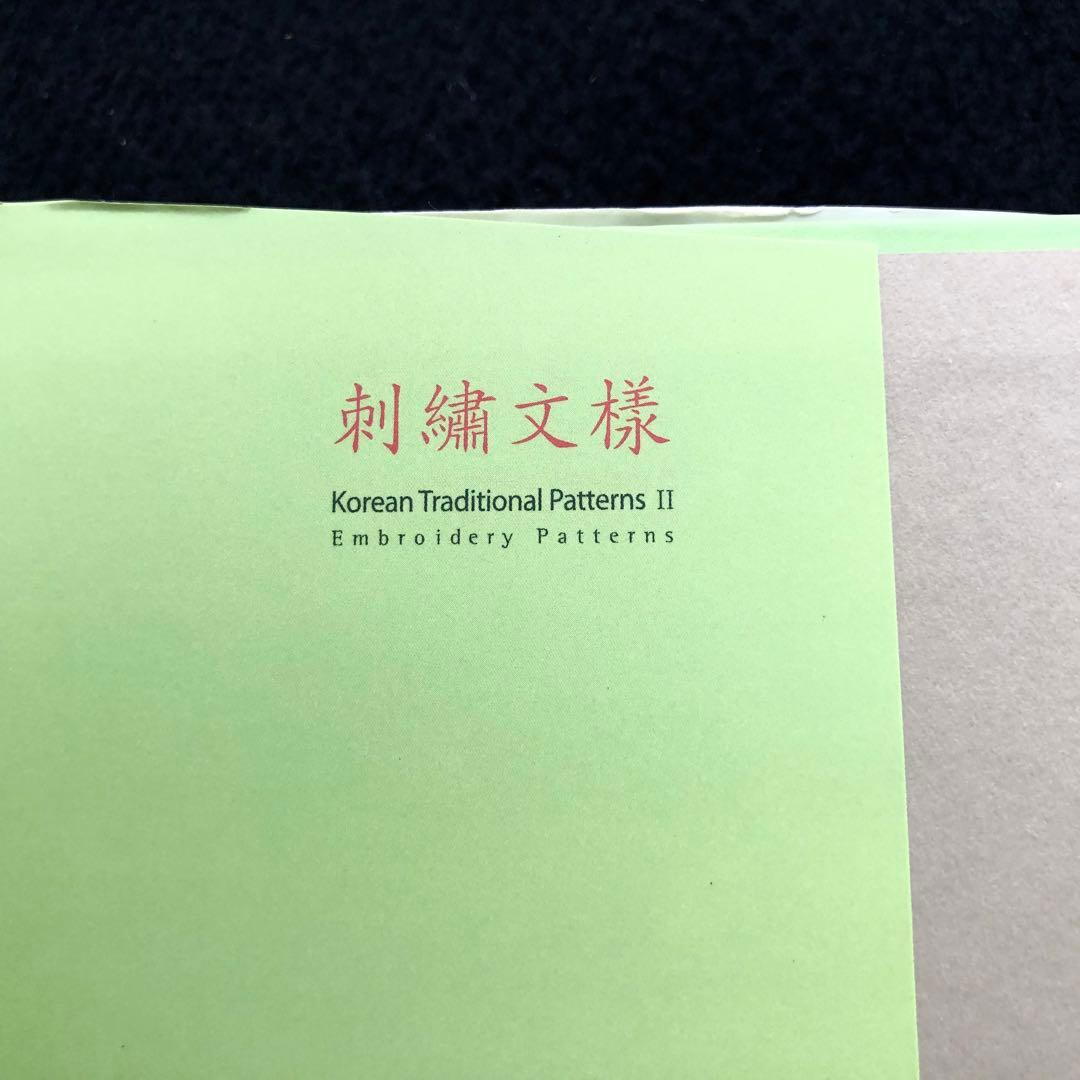 刺繡文樣
Korean Traditional Patterns II
Embroidery Patterns